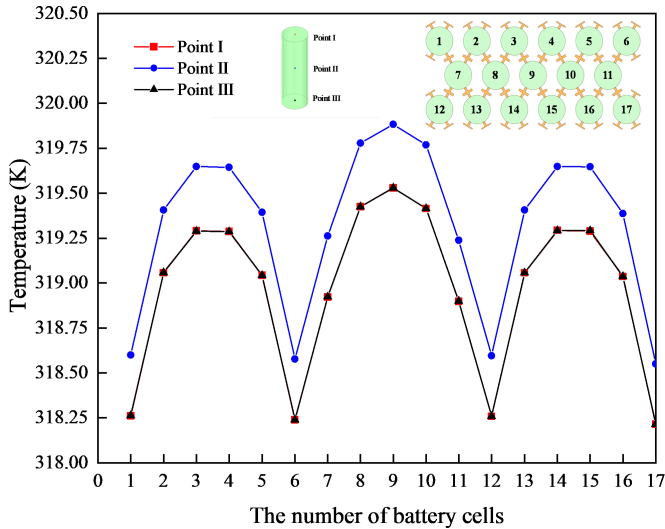 320.50
320.25
320.00
319.75
319.50
319.25
319.00
318.75
318.50
318.25
318.00
Temperature (K)
Point I
Point II
Point III
Point I
Point II
Point III
1 2 3 4 5 6
7 8 9 10 11
12 13 14 15 16 17
0 1 2 3 4 5 6 7 8 9 10 11 12 13 14 15 16 17
The number of battery cells